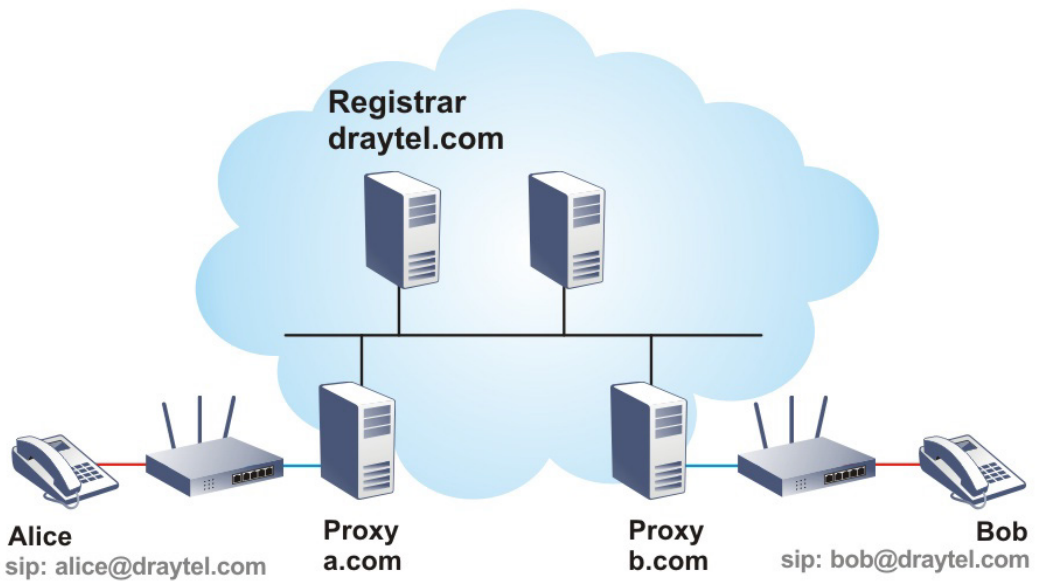 Registrar
draytel.com
Alice
sip: alice@draytel.com
Proxy
a.com
Proxy
b.com
Bob
sip: bob@draytel.com